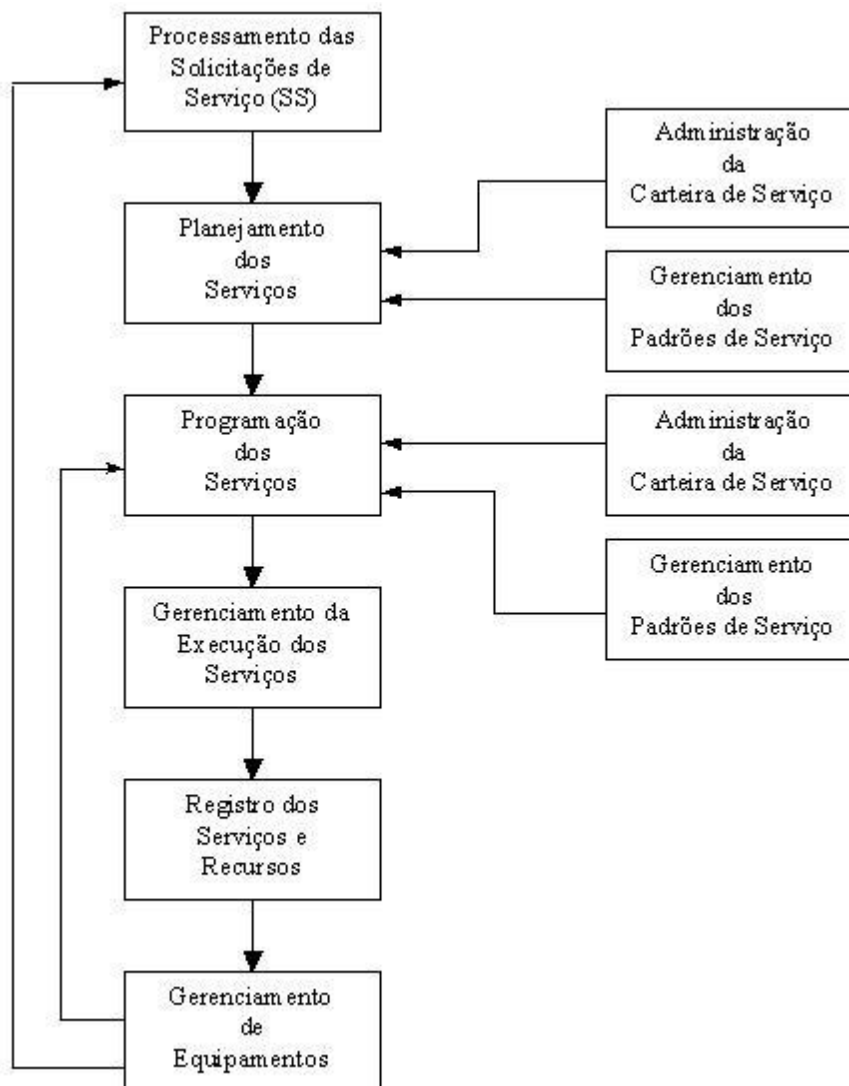 Processamento das
Solicitações de
Serviço (SS)
Administração
da
Carteira de Serviço
Planejamento
dos
Serviços
Gerenciamento
dos
Padrões de Serviço
Programação
dos
Serviços
Administração
da
Carteira de Serviço
Gerenciamento
dos
Padrões de Serviço
Gerenciamento da
Execução dos
Serviços
Registro dos
Serviços e
Recursos
Gerenciamento
de
Equipamentos